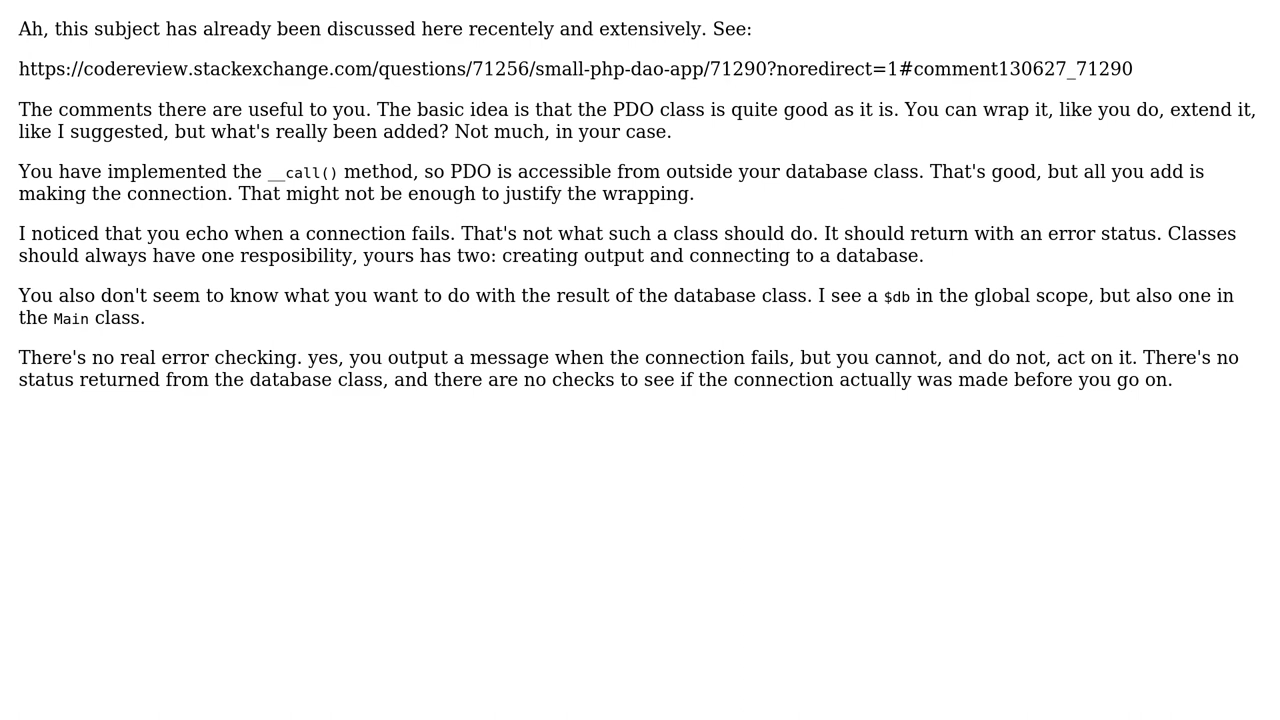 Ah, this subject has already been discussed here recentely and extensively. See:
https://codereview.stackexchange.com/questions/71256/small-php-dao-app/71290?noredirect=1#comment130627_71290
The comments there are useful to you. The basic idea is that the PDO class is quite good as it is. You can wrap it, like you do, extend it,
like I suggested, but what's really been added? Not much, in your case.
You have implemented the __call() method, so PDO is accessible from outside your database class. That's good, but all you add is
making the connection. That might not be enough to justify the wrapping.
I noticed that you echo when a connection fails. That's not what such a class should do. It should return with an error status. Classes
should always have one resposibility, yours has two: creating output and connecting to a database.
You also don't seem to know what you want to do with the result of the database class. I see a $db in the global scope, but also one in
the Main class.
There's no real error checking. yes, you output a message when the connection fails, but you cannot, and do not, act on it. There's no
status returned from the database class, and there are no checks to see if the connection actually was made before you go on.